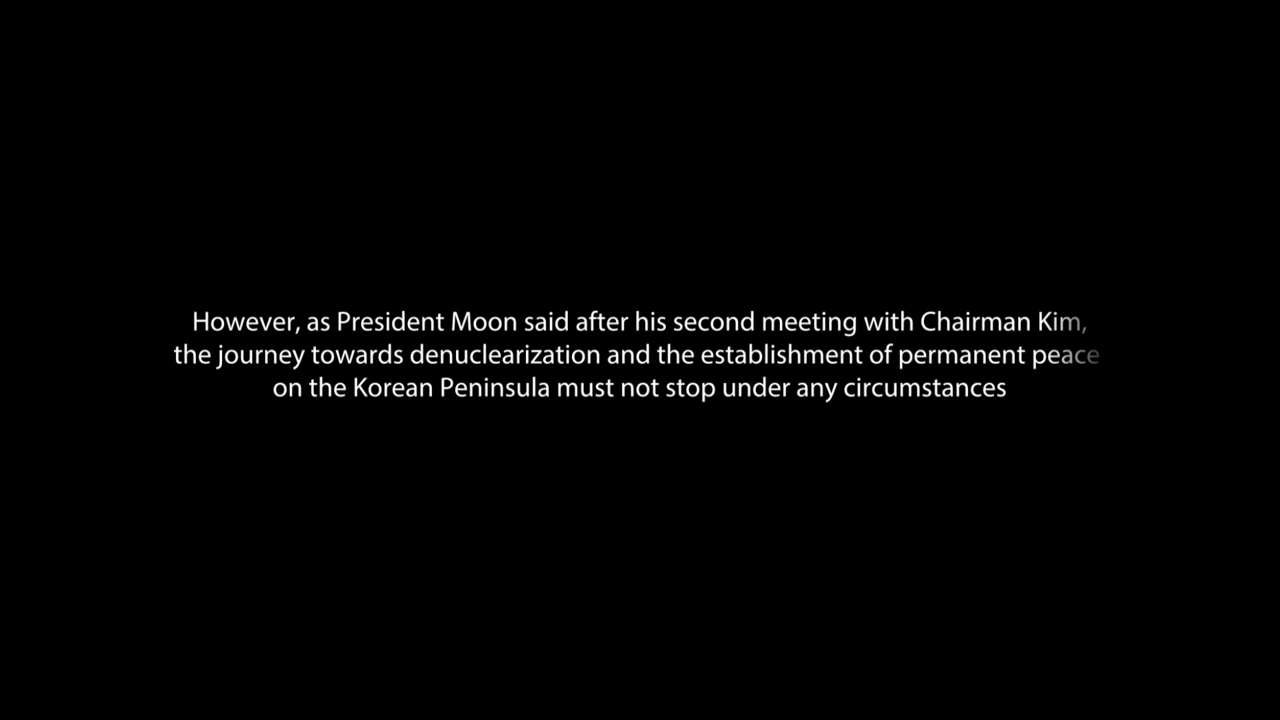 However, as President Moon said after his second meeting with Chairman Kim,
the journey towards denuclearization and the establishment of permanent peace
on the Korean Peninsula must not stop under any circumstances